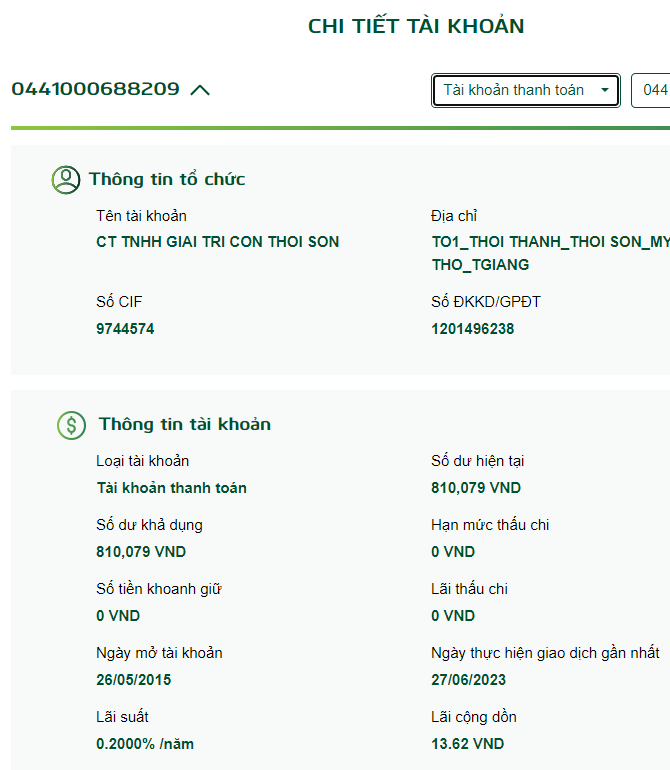 CHI TIẾT TÀI KHOẢN
0441000688209
Tài khoản thanh toán
044
Thông tin tổ chức
Tên tài khoản
Địa chỉ
CT TNHH GIAI TRI CON THOI SON
TO1_THOI THANH_THOI SON_MY
THO_TGIANG
Số CIF
Số ĐKKD/GPĐT
9744574
1201496238
Thông tin tài khoản
Loại tài khoản
Số dư hiện tại
Tài khoản thanh toán
810,079 VND
Số dư khả dụng
Hạn mức thấu chi
810,079 VND
0 VND
Số tiền khoanh giữ
Lãi thấu chi
0 VND
0 VND
Ngày mở tài khoản
Ngày thực hiện giao dịch gần nhất
26/05/2015
27/06/2023
Lãi suất
Lãi cộng dồn
0.2000% /năm
13.62 VND